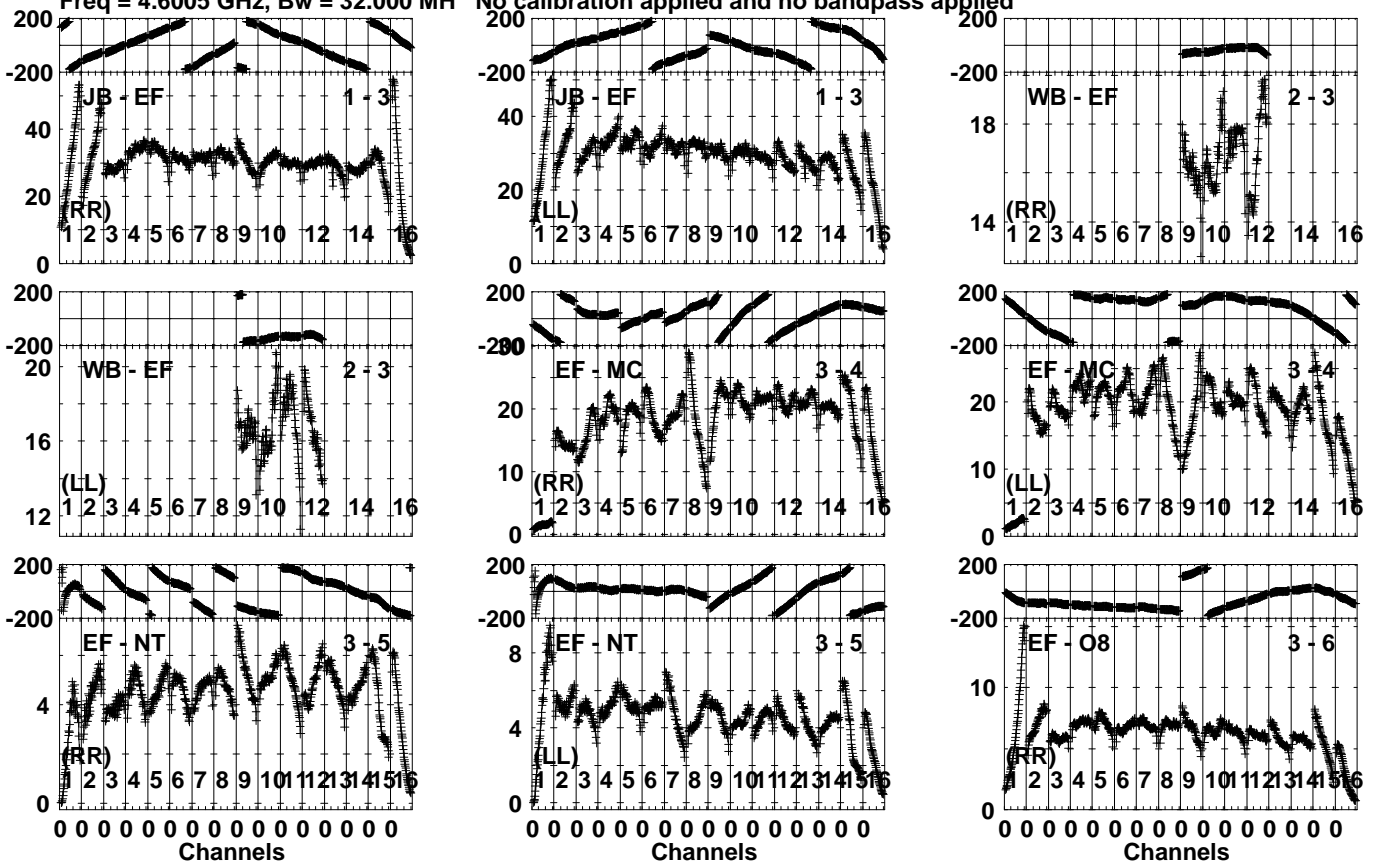 Freq = 4.6005 GHz, Bw = 32.000 MH No calibration applied and no bandpass applied
200 200 200
-200 -200 -200
JB - EF 1 - 3 JB - EF 1 - 3 WB - EF 2 - 3
40 40 18
20 20 14
(RR) (LL) (RR)
1 2 3 4 5 6 7 8 9 10 12 14 16 1 2 3 4 5 6 7 8 9 10 12 14 16 1 2 3 4 5 6 7 8 9 10 12 14 16
0 0
200 200 200
-200 -200 -200
30
WB - EF 2 - 3 EF - MC 3 - 4 EF - MC 3 - 4
20 20 20
16 10 10
12 0 0
(LL) (RR) (LL)
1 2 3 4 5 6 7 8 9 10 12 14 16 1 2 3 4 5 6 7 8 9 10 12 14 16 1 2 3 4 5 6 7 8 9 10 12 14 16
200 200 200
-200 -200 -200
EF - NT 3 - 5 EF - NT 3 - 5 EF - O8 3 - 6
4 8 10
4
(RR) (LL) (RR)
1 2 3 4 5 6 7 8 9 10 11 12 13 14 15 16 1 2 3 4 5 6 7 8 9 10 11 12 13 14 15 16 1 2 3 4 5 6 7 8 9 10 11 12 13 14 15 16
0 0 0
0 0 0 0 0 0 0 0 0 0 0 0 0 0 0 0 0 0 0 0 0 0 0 0 0 0 0 0 0 0 0 0 0 0 0 0 0 0 0 0 0 0 0 0 0 0 0 0
Channels Channels Channels